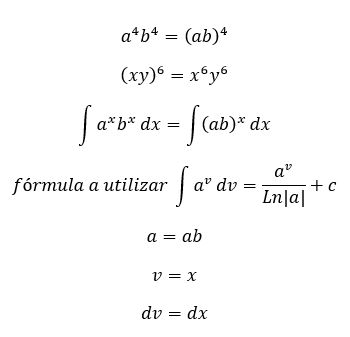 a⁴b⁴ = (ab)⁴
(xy)⁶ = x⁶y⁶
∫ aˣbˣ dx = ∫(ab)ˣ dx
fórmula a utilizar ∫ aᵛ dv = aᵛ/Ln|a| + c
a = ab
v = x
dv = dx